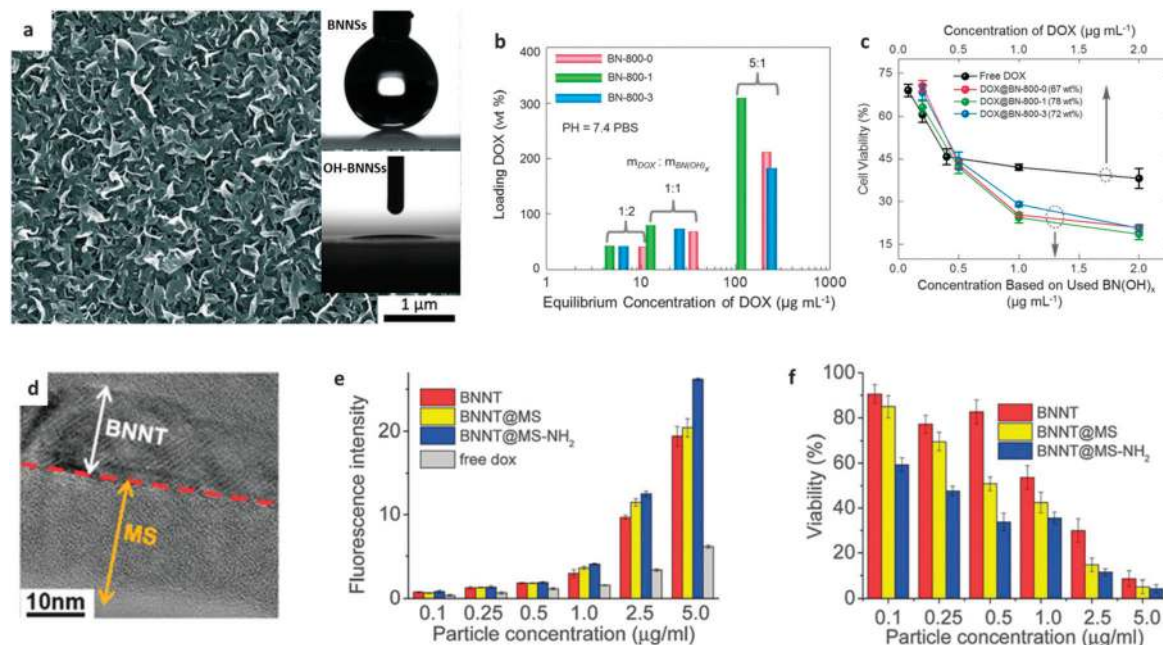 a
BNNSs
OH-BNNSs
1 µm
b
400
300
200
100
0
Loading DOX (wt %)
BN-800-0
BN-800-1
BN-800-3
PH = 7.4 PBS
5:1
mDOX : mBN(OH)x
1:1
1:2
1
10
100
1000
Equilibrium Concentration of DOX (µg mL-1)
c
Concentration of DOX (µg mL-1)
0.0
0.5
1.0
1.5
2.0
75
60
45
30
15
Cell Viability (%)
Free DOX
DOX@BN-800-0 (67 wt%)
DOX@BN-800-1 (78 wt%)
DOX@BN-800-3 (72 wt%)
0.0
0.5
1.0
1.5
2.0
Concentration Based on Used BN(OH)x
(µg mL-1)
d
BNNT
MS
10nm
e
Fluorescence intensity
20
10
0
BNNT
BNNT@MS
BNNT@MS-NH2
free dox
0.1
0.25
0.5
1.0
2.5
5.0
Particle concentration (µg/ml)
f
Viability (%)
100
80
60
40
20
0
BNNT
BNNT@MS
BNNT@MS-NH2
0.1
0.25
0.5
1.0
2.5
5.0
Particle concentration (µg/ml)